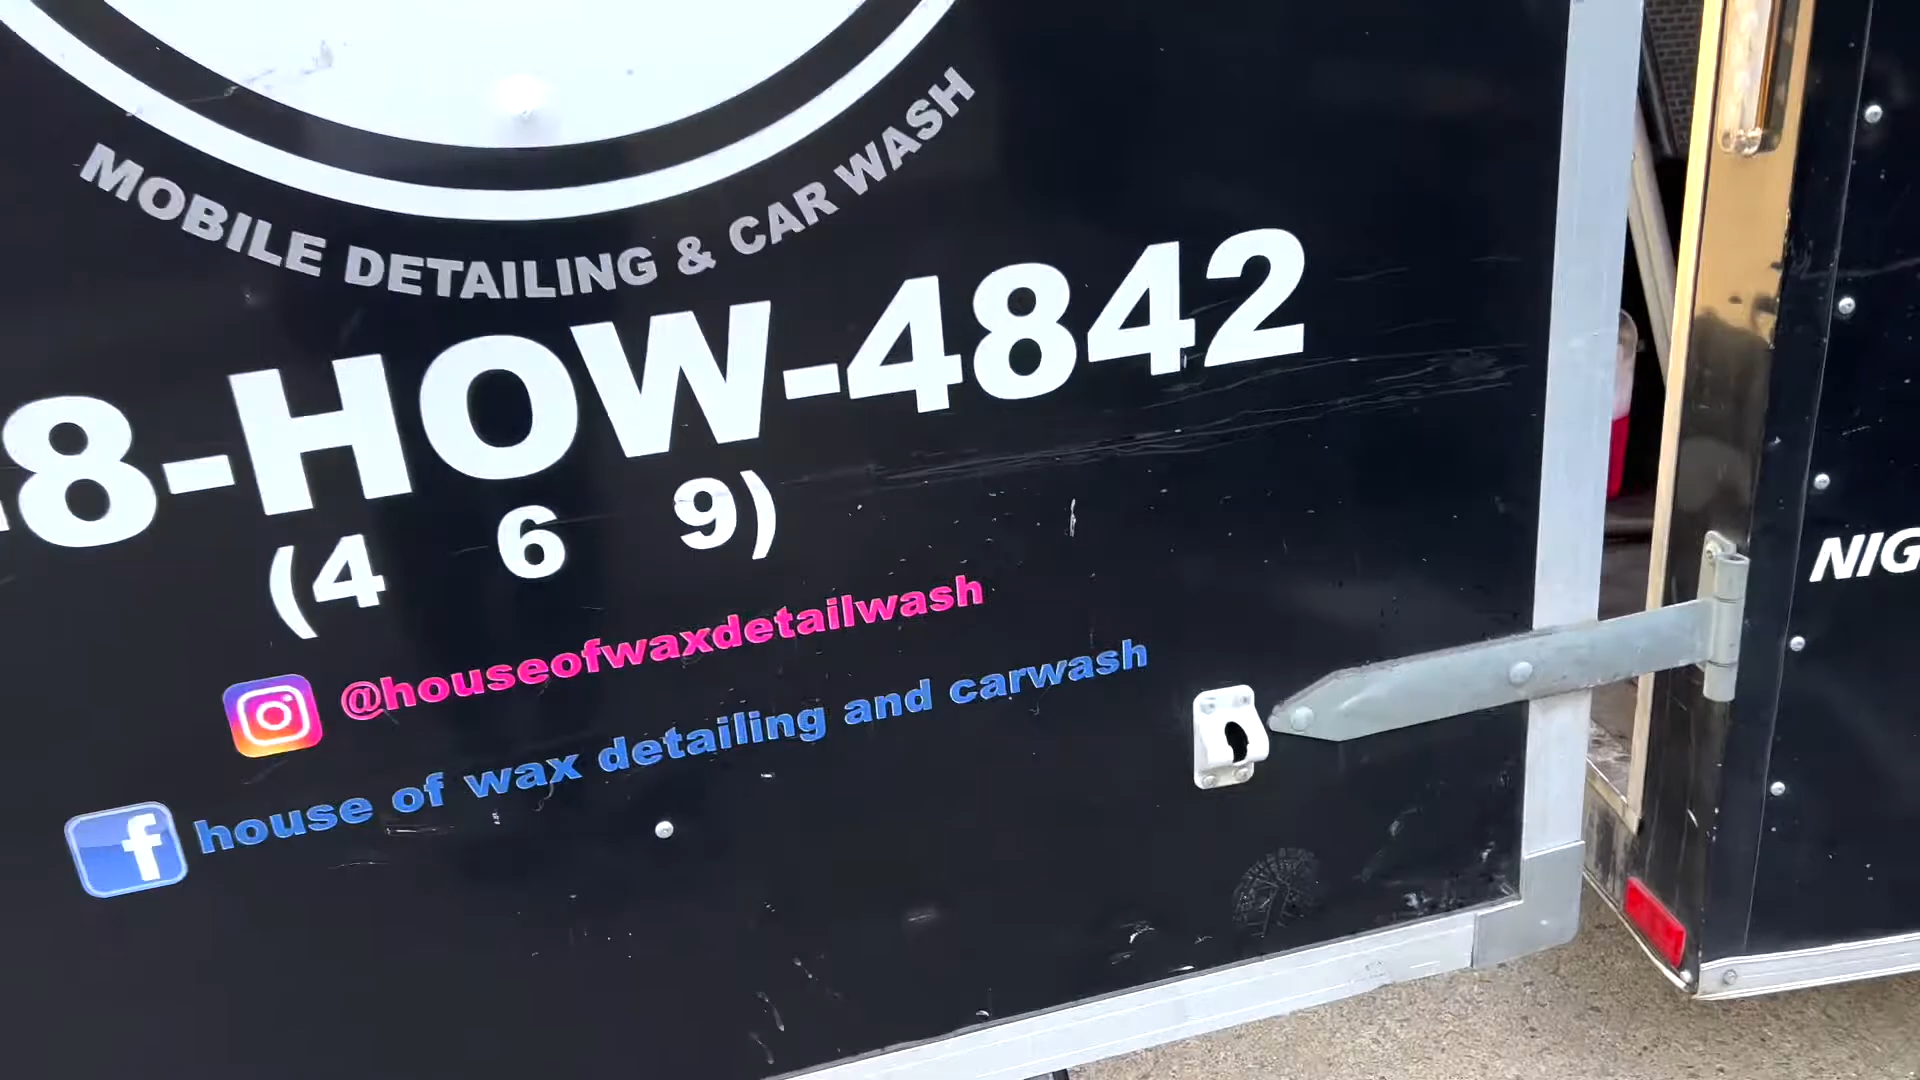 MOBILE DETAILING & CAR WASH
8-HOW-4842
(4 6 9)
@houseofwaxdetailwash
f house of wax detailing and carwash
NIG